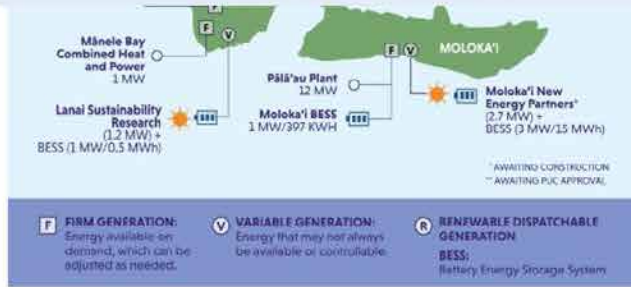 F
F
V
Mānele Bay
Combined Heat
and Power
1 MW
Lanai Sustainability
Research
(1.2 MW) +
BESS (1 MW/0.5 MWh)
MOLOKA'I
F
V
Pālā'au Plant
12 MW
Moloka'i BESS
1 MW/397 KWH
Moloka'i New
Energy Partners*
(2.7 MW) +
BESS (3 MW/15 MWh)
* AWAITING CONSTRUCTION
** AWAITING PUC APPROVAL
F
FIRM GENERATION:
Energy available on
demand, which can be
adjusted as needed.
V
VARIABLE GENERATION:
Energy that may not always
be available or controllable.
R
RENEWABLE DISPATCHABLE
GENERATION
BESS:
Battery Energy Storage System